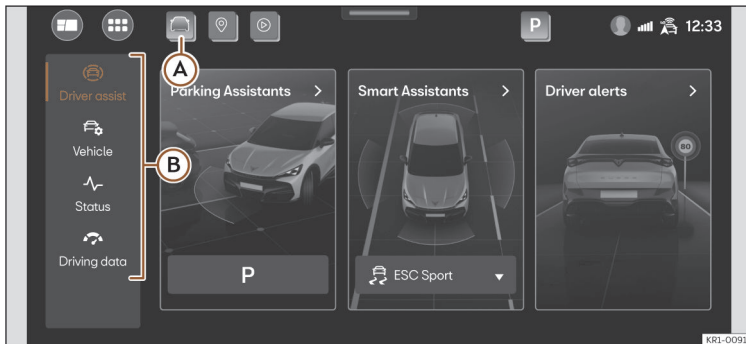 P
12:33
A
Driver assist
Vehicle
Status
Driving data
B
Parking Assistants
P
Smart Assistants
ESC Sport
Driver alerts
80
KR1-0091